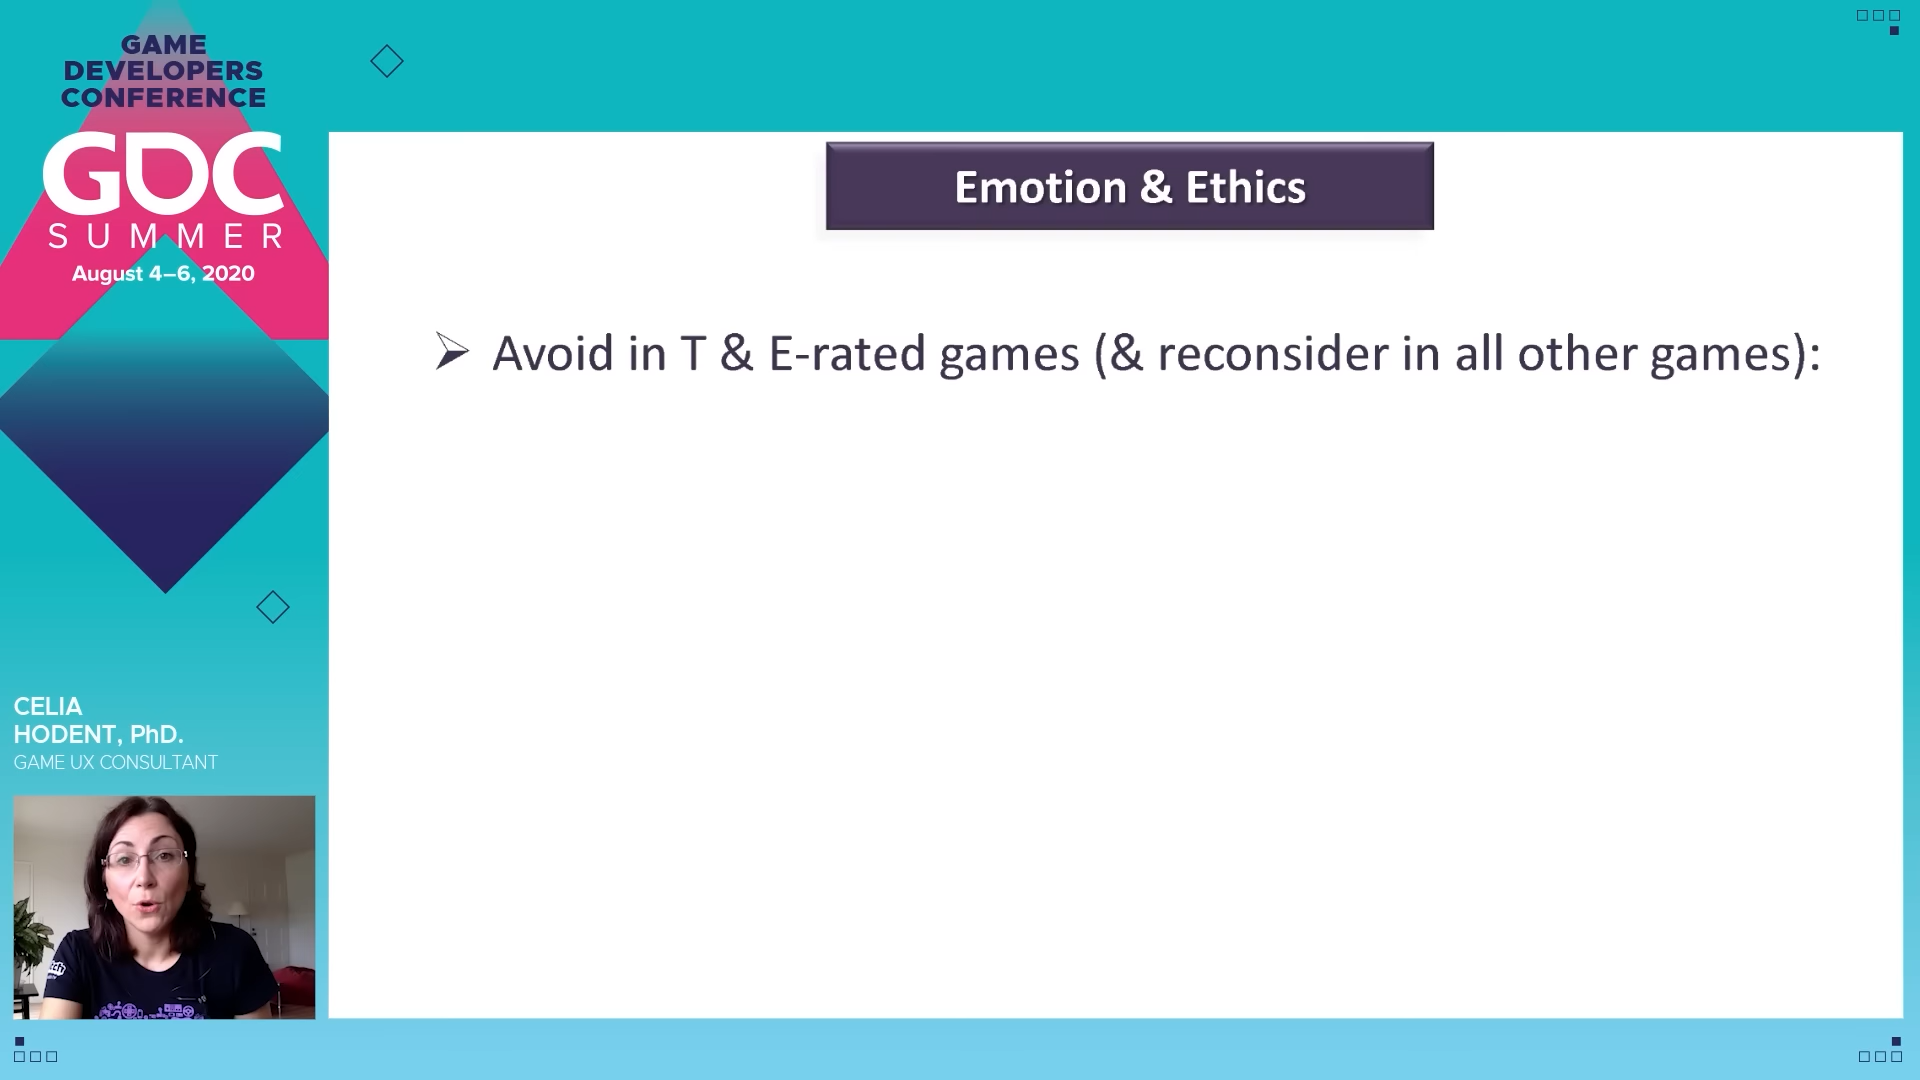 GAME
DEVELOPERS
CONFERENCE
GDC
SUMMER
August 4–6, 2020
Emotion & Ethics
➢ Avoid in T & E-rated games (& reconsider in all other games):
CELIA
HODENT, PhD.
GAME UX CONSULTANT